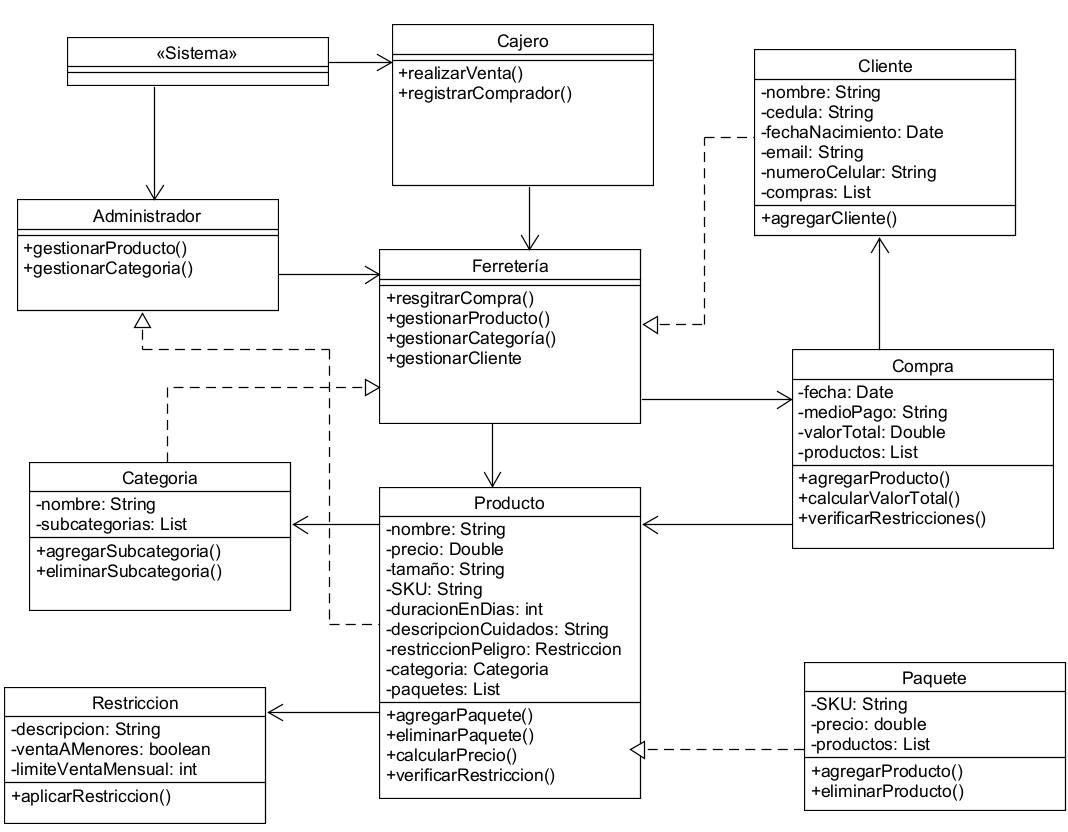 «Sistema»
Cajero
+realizarVenta()
+registrarComprador()
Cliente
-nombre: String
-cedula: String
-fechaNacimiento: Date
-email: String
-numeroCelular: String
-compras: List
+agregarCliente()
Administrador
+gestionarProducto()
+gestionarCategoria()
Ferretería
+resgitrarCompra()
+gestionarProducto()
+gestionarCategoría()
+gestionarCliente
Compra
-fecha: Date
-medioPago: String
-valorTotal: Double
-productos: List
+agregarProducto()
+calcularValorTotal()
+verificarRestricciones()
Categoria
-nombre: String
-subcategorias: List
+agregarSubcategoria()
+eliminarSubcategoria()
Producto
-nombre: String
-precio: Double
-tamaño: String
-SKU: String
-duracionEnDias: int
-descripcionCuidados: String
-restriccionPeligro: Restriccion
-categoria: Categoria
-paquetes: List
+agregarPaquete()
+eliminarPaquete()
+calcularPrecio()
+verificarRestriccion()
Restriccion
-descripcion: String
-ventaAMenores: boolean
-limiteVentaMensual: int
+aplicarRestriccion()
Paquete
-SKU: String
-precio: double
-productos: List
+agregarProducto()
+eliminarProducto()